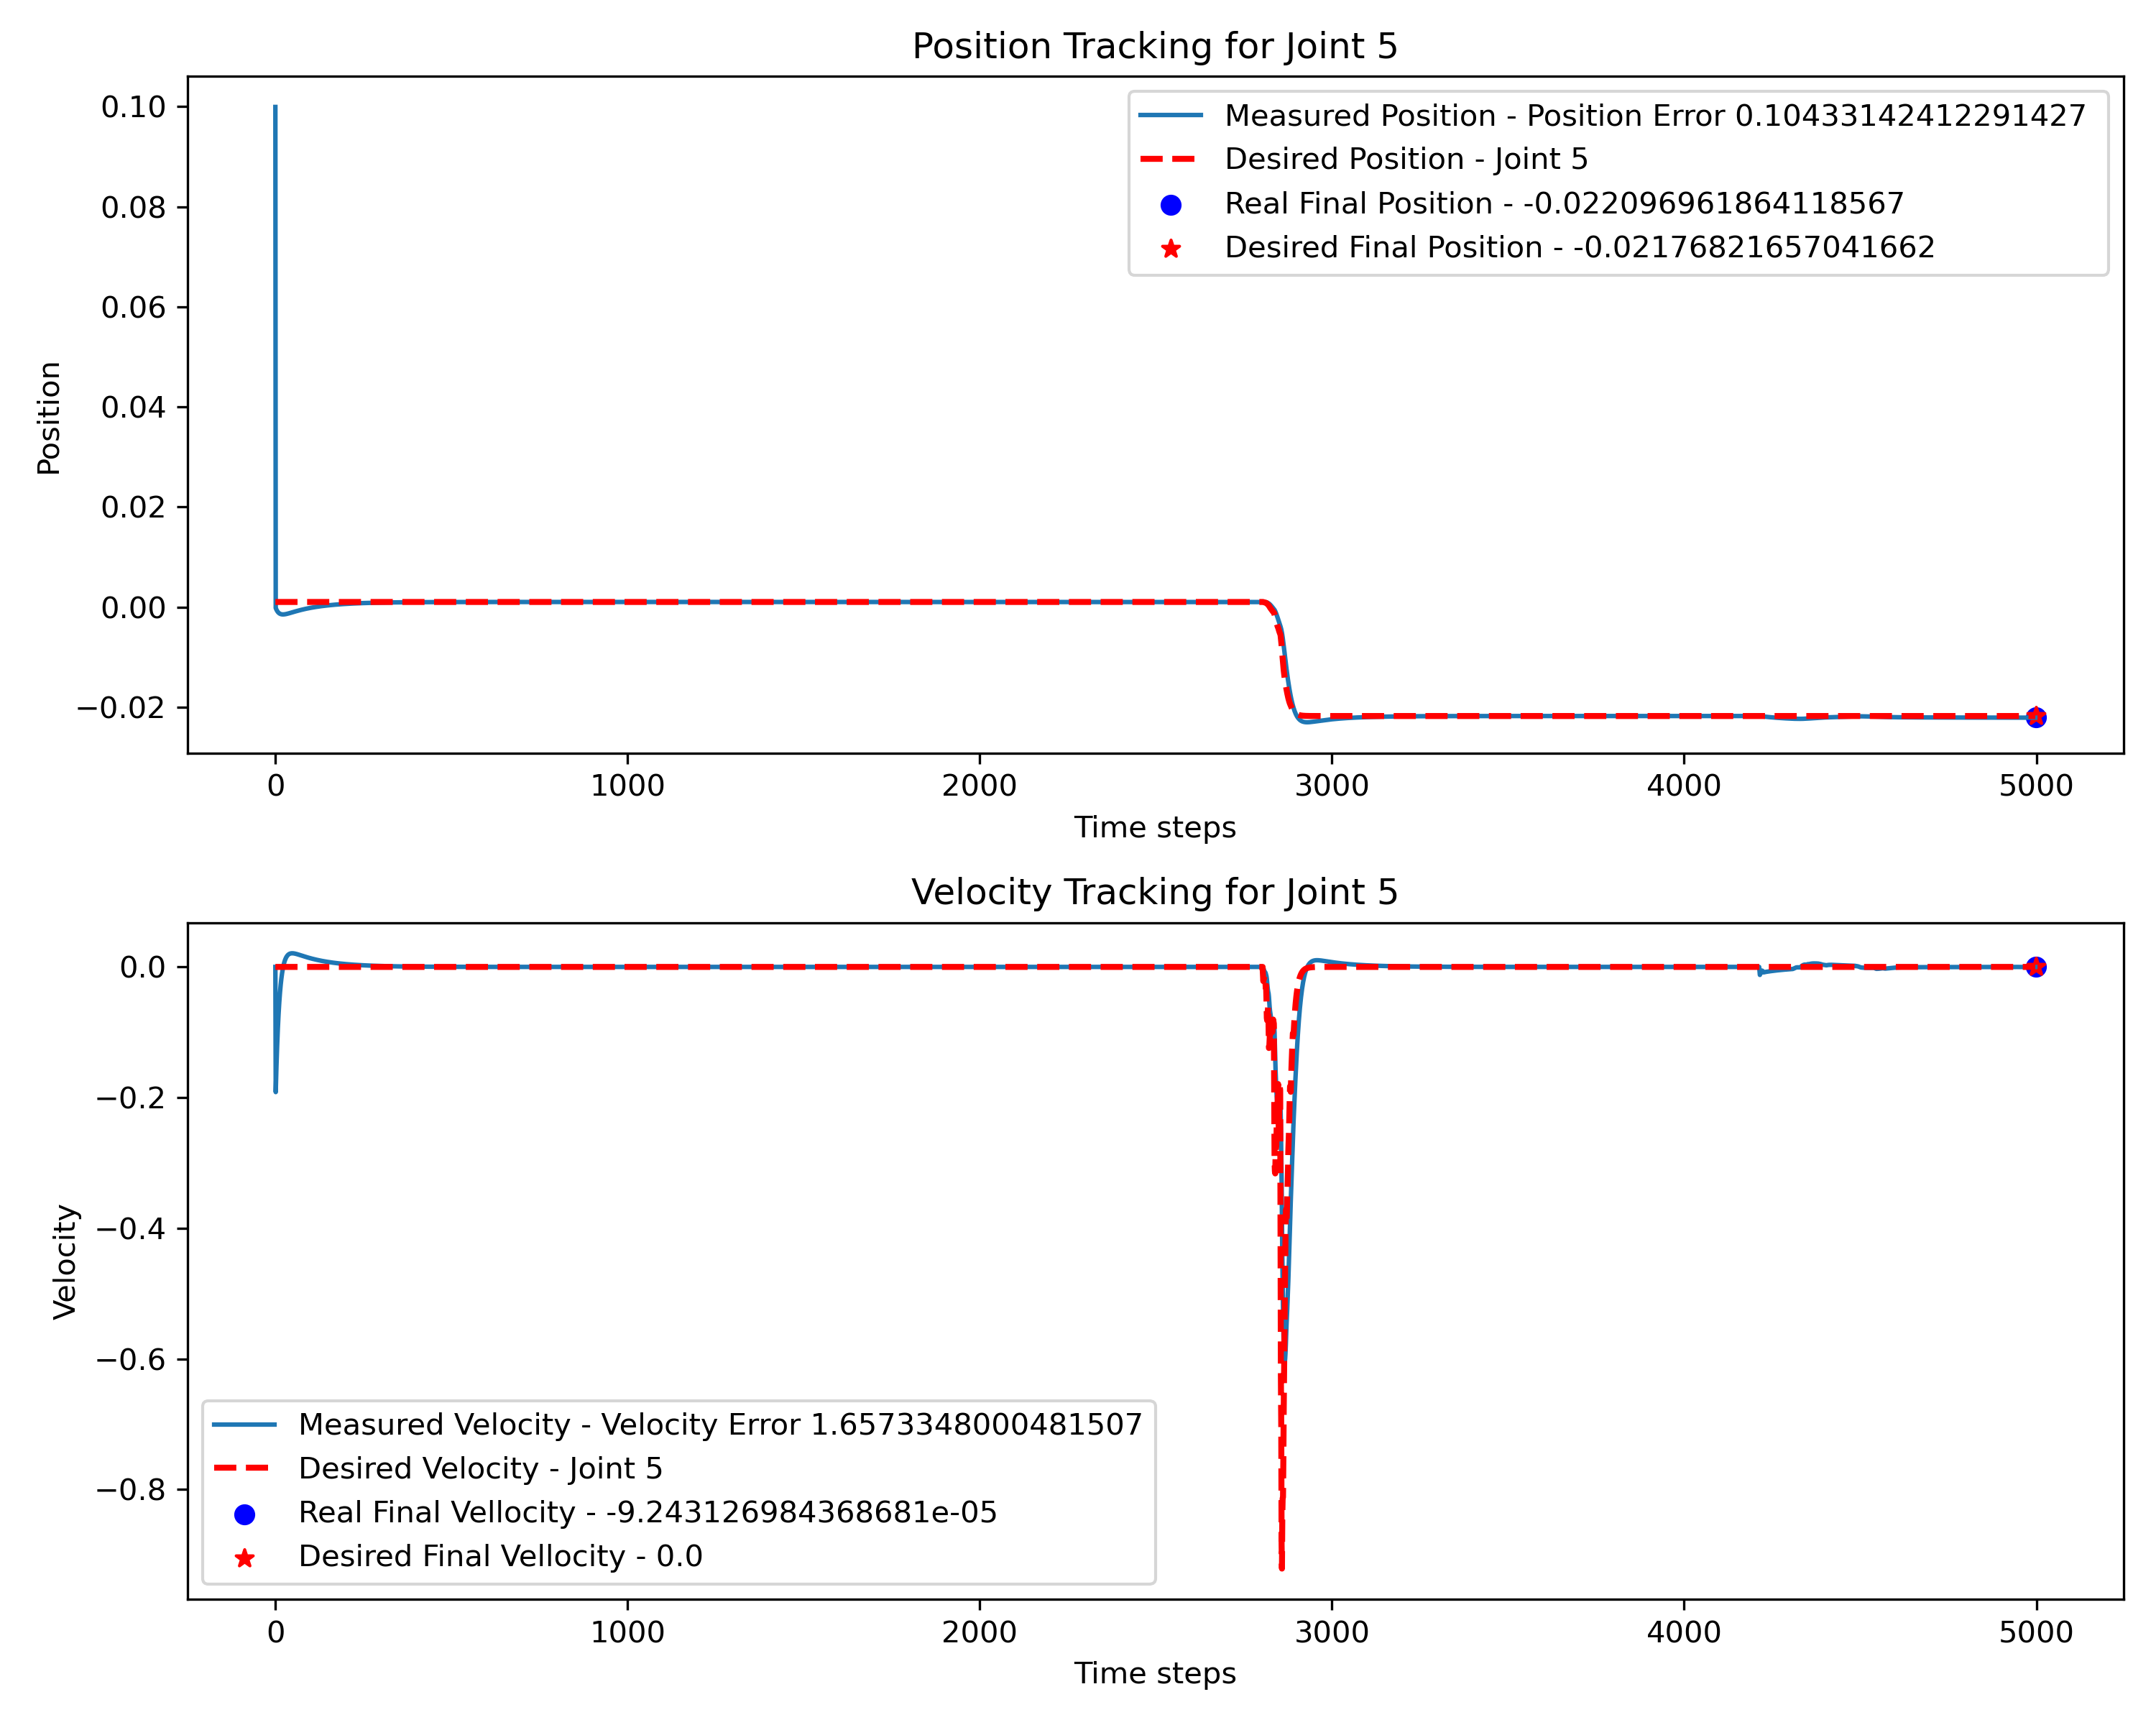 Position Tracking for Joint 5
Measured Position - Position Error 0.10433142412291427
Desired Position - Joint 5
Real Final Position - -0.022096961864118567
Desired Final Position - -0.02176821657041662
0.10
0.08
0.06
0.04
0.02
0.00
−0.02
Position
0 1000 2000 3000 4000 5000
Time steps
Velocity Tracking for Joint 5
0.0
−0.2
−0.4
−0.6
−0.8
Velocity
Measured Velocity - Velocity Error 1.6573348000481507
Desired Velocity - Joint 5
Real Final Vellocity - -9.243126984368681e-05
Desired Final Vellocity - 0.0
0 1000 2000 3000 4000 5000
Time steps